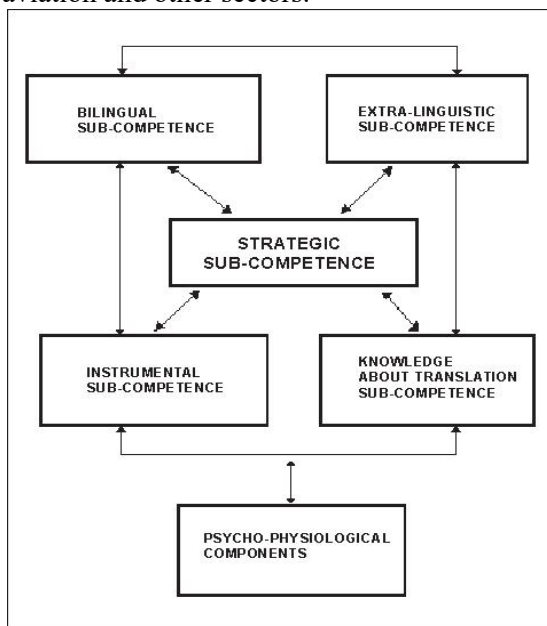 aviation and other sectors.
BILINGUAL
SUB-COMPETENCE
EXTRA-LINGUISTIC
SUB-COMPETENCE
STRATEGIC
SUB-COMPETENCE
INSTRUMENTAL
SUB-COMPETENCE
KNOWLEDGE
ABOUT TRANSLATION
SUB-COMPETENCE
PSYCHO-PHYSIOLOGICAL
COMPONENTS